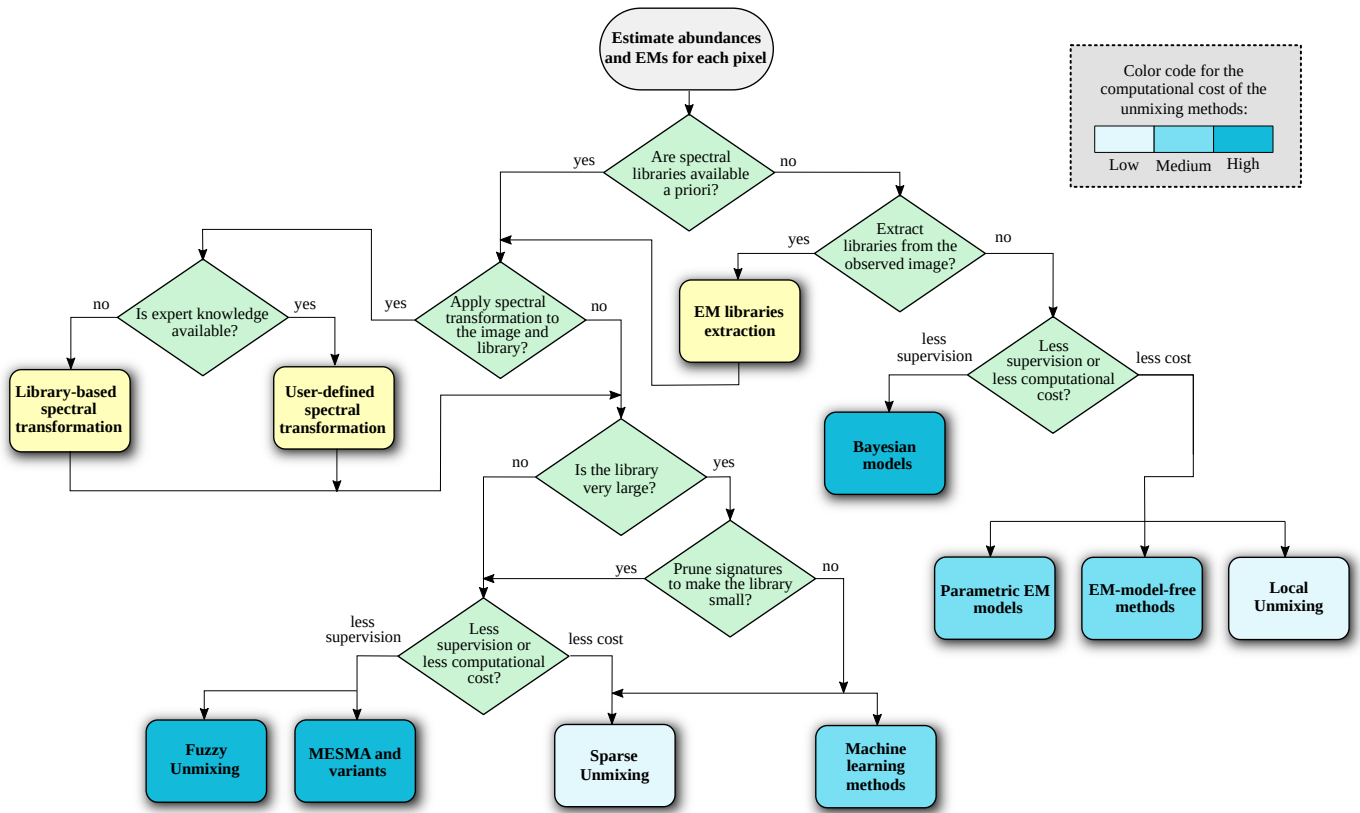 Estimate abundances
and EMs for each pixel
Color code for the
computational cost of the
unmixing methods:
Low
Medium
High
yes
Are spectral
libraries available
a priori?
no
yes
Extract
libraries from the
observed image?
no
no
Is expert knowledge
available?
yes
yes
Apply spectral
transformation to
the image and
library?
no
EM libraries
extraction
less
supervision
Less
supervision or
less computational
cost?
less cost
Library-based
spectral
transformation
User-defined
spectral
transformation
Bayesian
models
no
Is the library
very large?
yes
yes
Prune signatures
to make the library
small?
no
Parametric EM
models
EM-model-free
methods
Local
Unmixing
less
supervision
Less
supervision or
less computational
cost?
less cost
Fuzzy
Unmixing
MESMA and
variants
Sparse
Unmixing
Machine
learning
methods